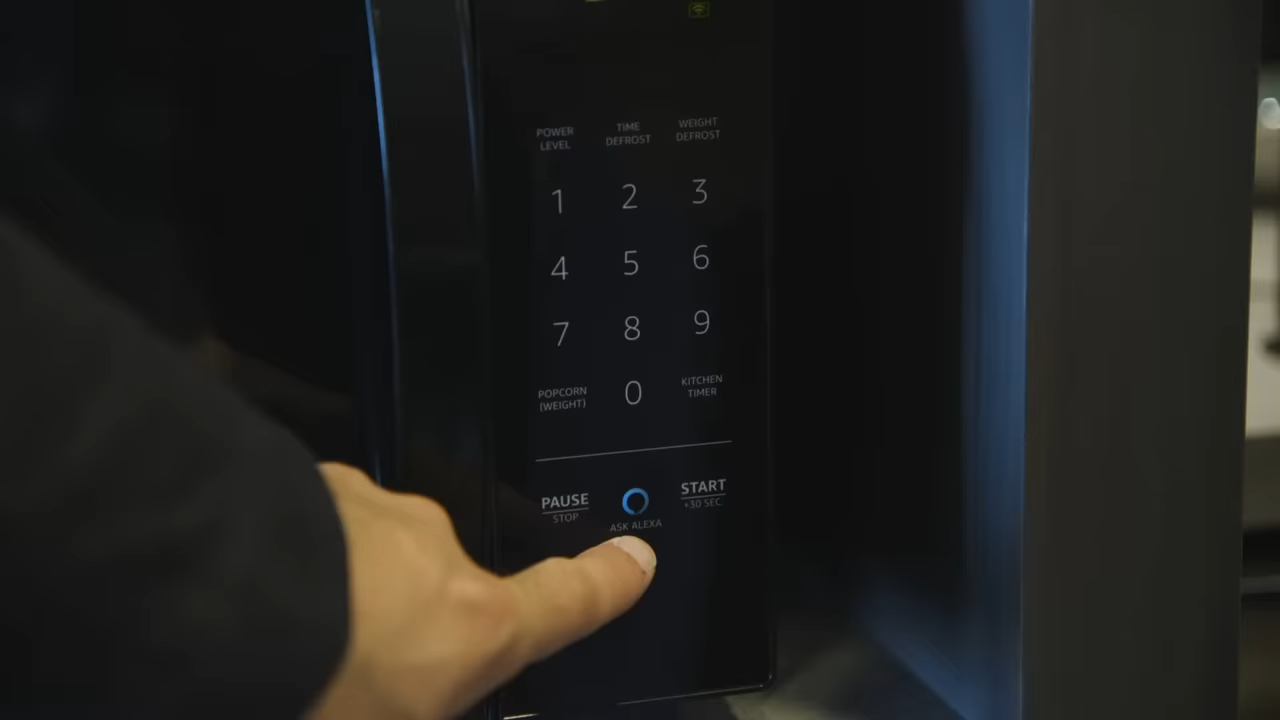 POWER LEVEL
TIME DEFROST
WEIGHT DEFROST
1 2 3
4 5 6
7 8 9
POPCORN (WEIGHT)
0
KITCHEN TIMER
PAUSE
STOP
ASK ALEXA
START
+30 SEC